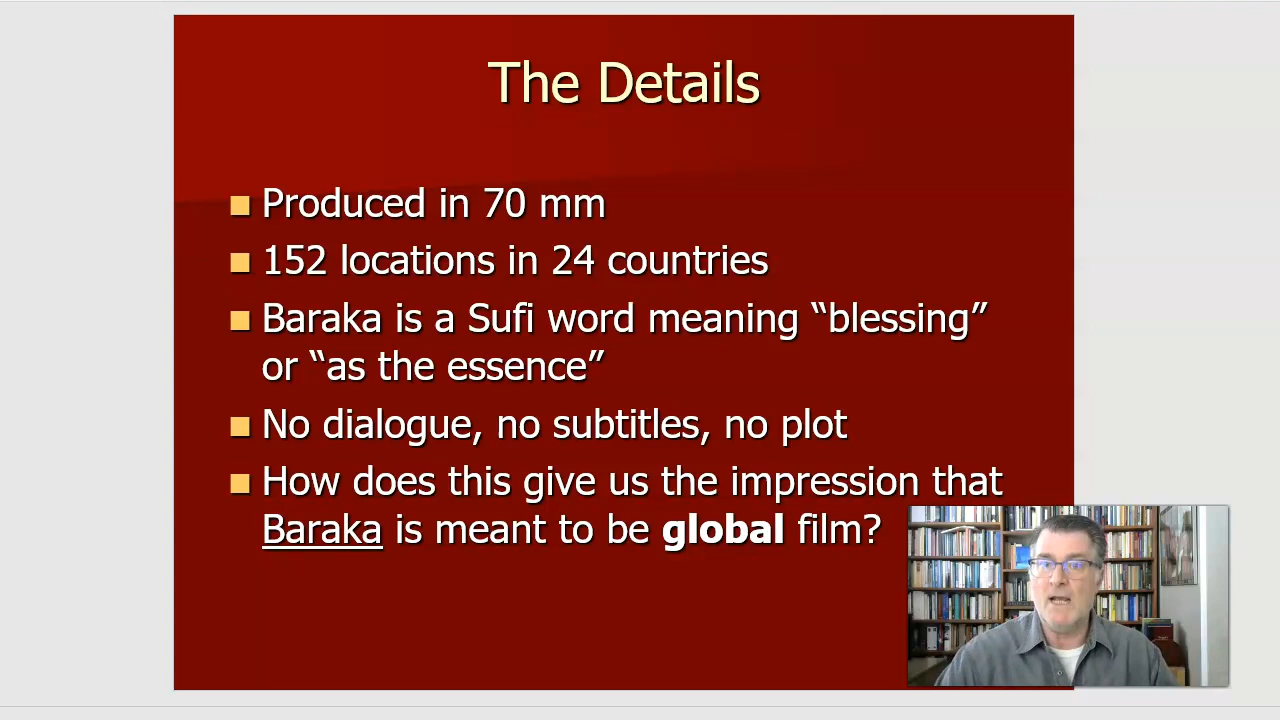 The Details
Produced in 70 mm
152 locations in 24 countries
Baraka is a Sufi word meaning “blessing”
or “as the essence”
No dialogue, no subtitles, no plot
How does this give us the impression that
Baraka is meant to be global film?